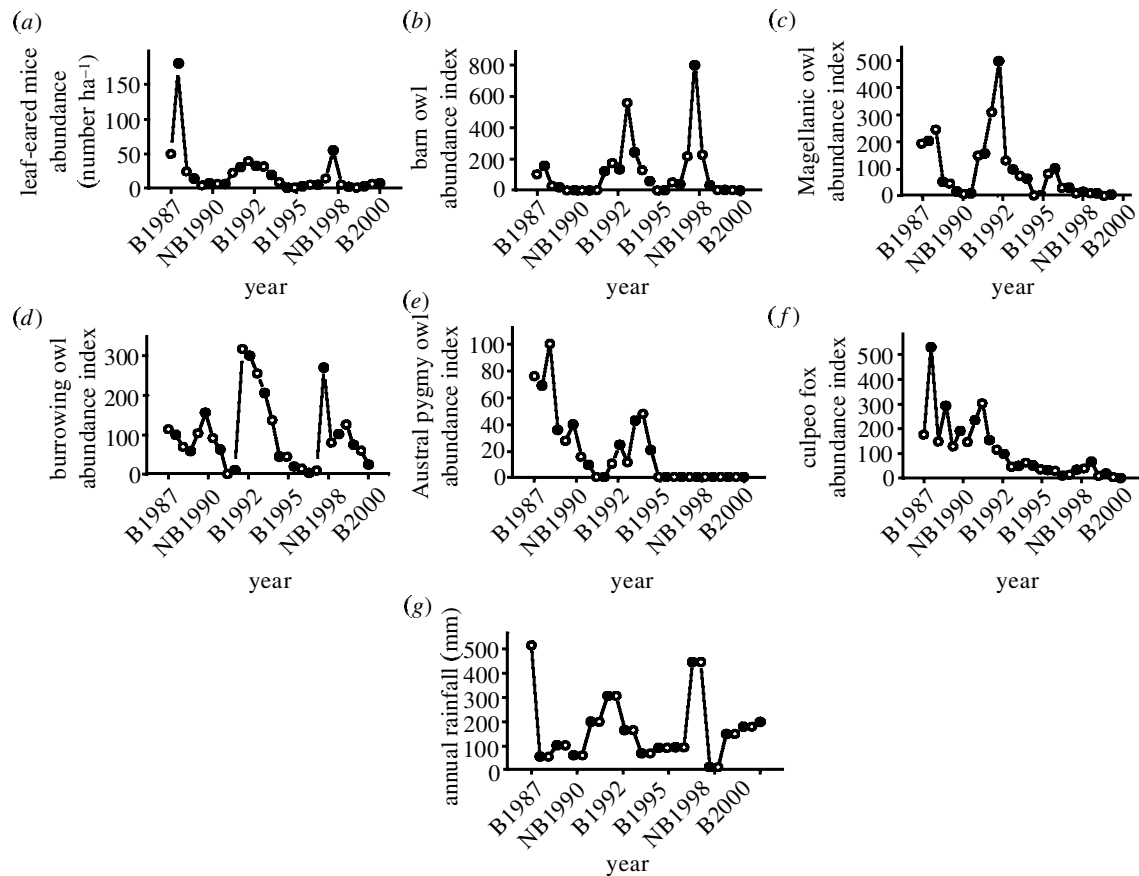 (a)
leaf-eared mice
abundance
(number ha⁻¹)
150
100
50
0
B1987
NB1990
B1992
B1995
NB1998
B2000
year
(b)
barn owl
abundance index
800
600
400
200
0
B1987
NB1990
B1992
B1995
NB1998
B2000
year
(c)
Magellanic owl
abundance index
500
400
300
200
100
0
B1987
NB1990
B1992
B1995
NB1998
B2000
year
(d)
burrowing owl
abundance index
300
200
100
0
B1987
NB1990
B1992
B1995
NB1998
B2000
year
(e)
Austral pygmy owl
abundance index
100
80
60
40
20
0
B1987
NB1990
B1992
B1995
NB1998
B2000
year
(f)
culpeo fox
abundance index
500
400
300
200
100
0
B1987
NB1990
B1992
B1995
NB1998
B2000
year
(g)
annual rainfall (mm)
500
400
300
200
100
0
B1987
NB1990
B1992
B1995
NB1998
B2000
year